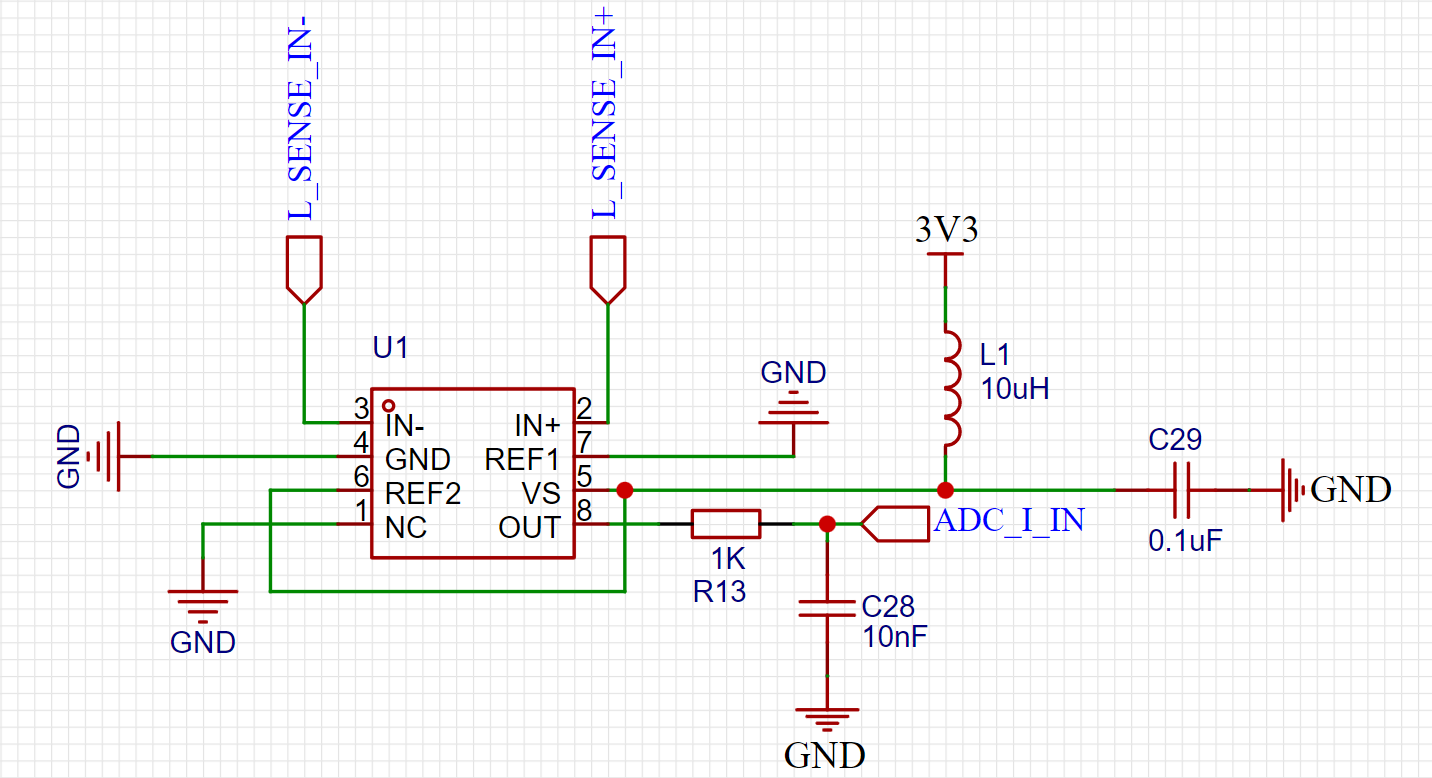 L_SENSE_IN-
L_SENSE_IN+
3V3
U1
L1
10uH
GND
3 IN- IN+ 2
4 GND REF1 7
6 REF2 VS 5
1 NC OUT 8
GND
C29
0.1uF
GND
ADC_I_IN
1K
R13
C28
10nF
GND
GND